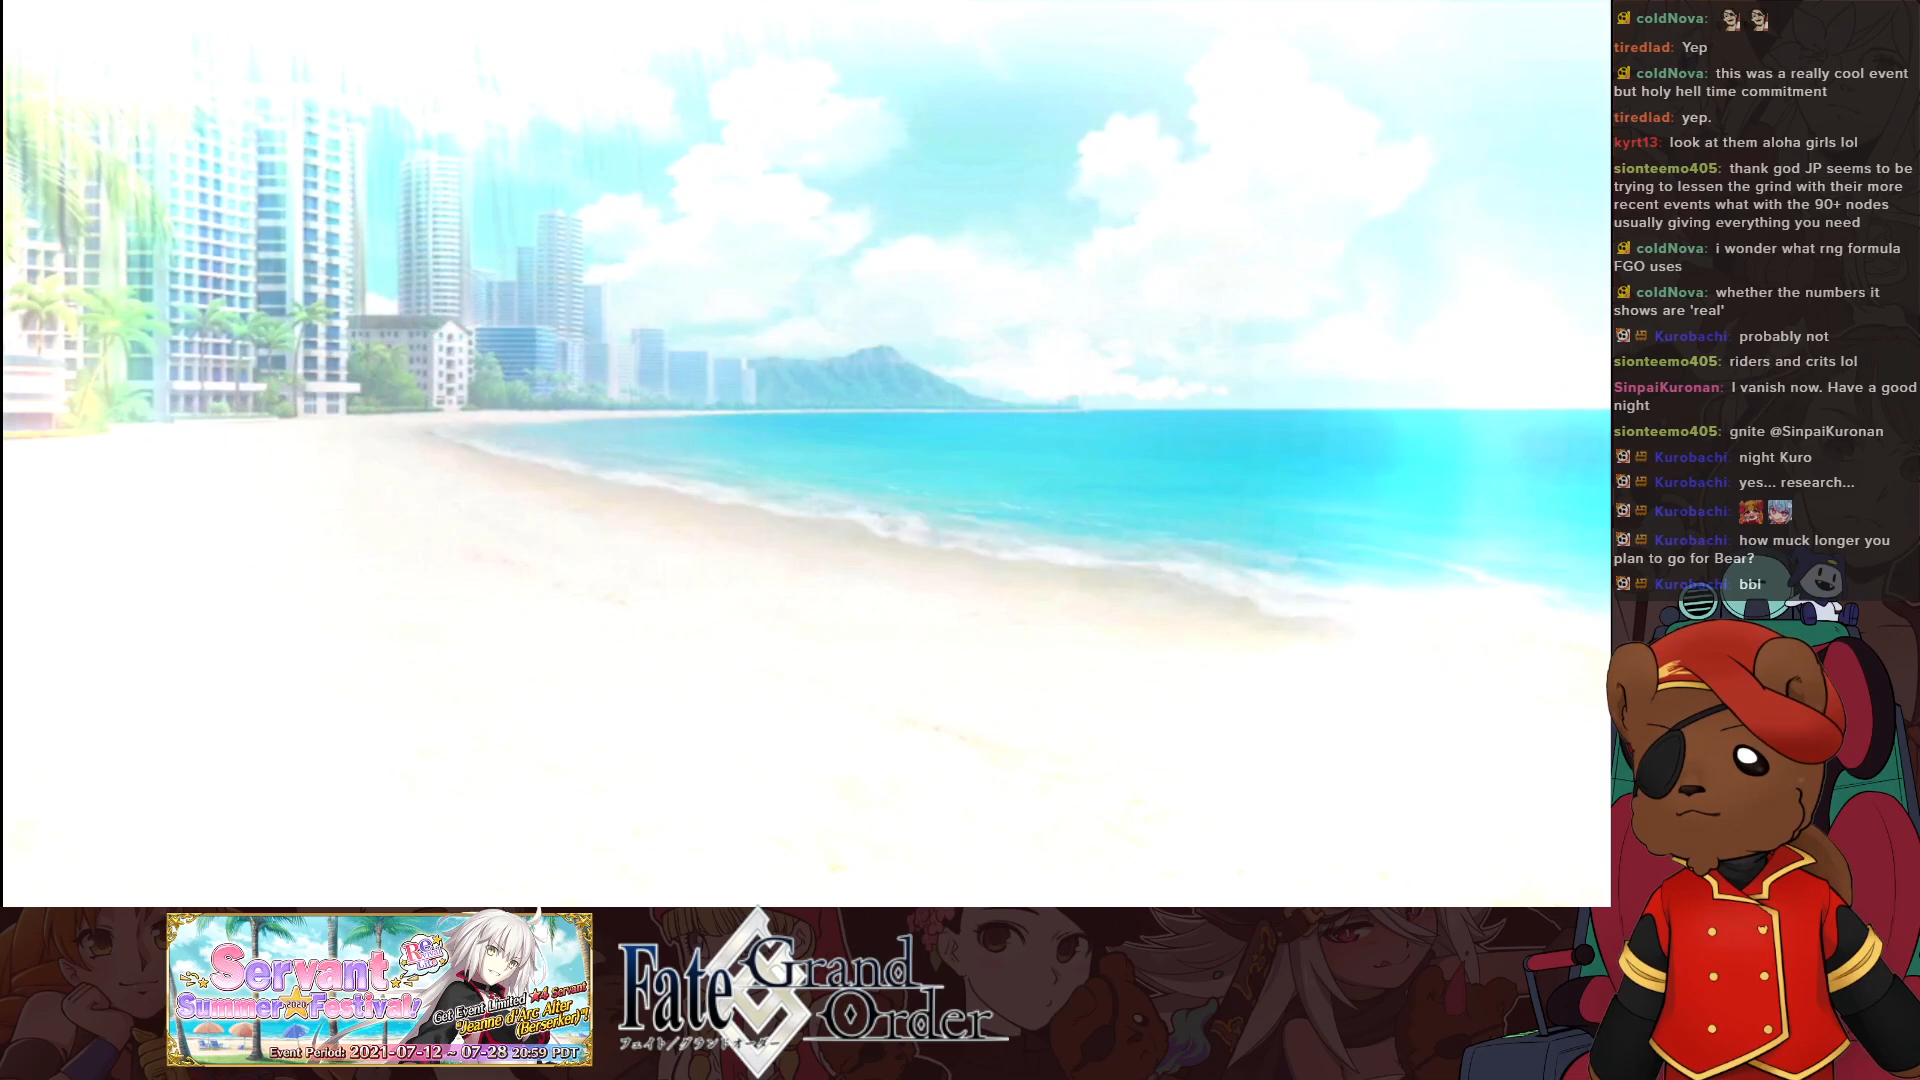 coldNova:
tiredlad: Yep
coldNova: this was a really cool event
but holy hell time commitment
tiredlad: yep.
kyrt13: look at them aloha girls lol
sionteemo405: thank god JP seems to be
trying to lessen the grind with their more
recent events what with the 90+ nodes
usually giving everything you need
coldNova: i wonder what rng formula
FGO uses
coldNova: whether the numbers it
shows are 'real'
Kurobachi: probably not
sionteemo405: riders and crits lol
SinpaiKuronan: I vanish now. Have a good
night
sionteemo405: gnite @SinpaiKuronan
Kurobachi: night Kuro
Kurobachi: yes... research...
Kurobachi:
Kurobachi: how muck longer you
plan to go for Bear?
Kurobachi: bbi
Servant
Summer 2020 Festival!
Get Event Limited ★4 Servant
"Jeanne d'Arc Alter
(Berserker)"!
Event Period: 2021-07-12 ~ 07-28 20:59 PDT
Fate
Grand
Order
フェイト/グランドオーダー